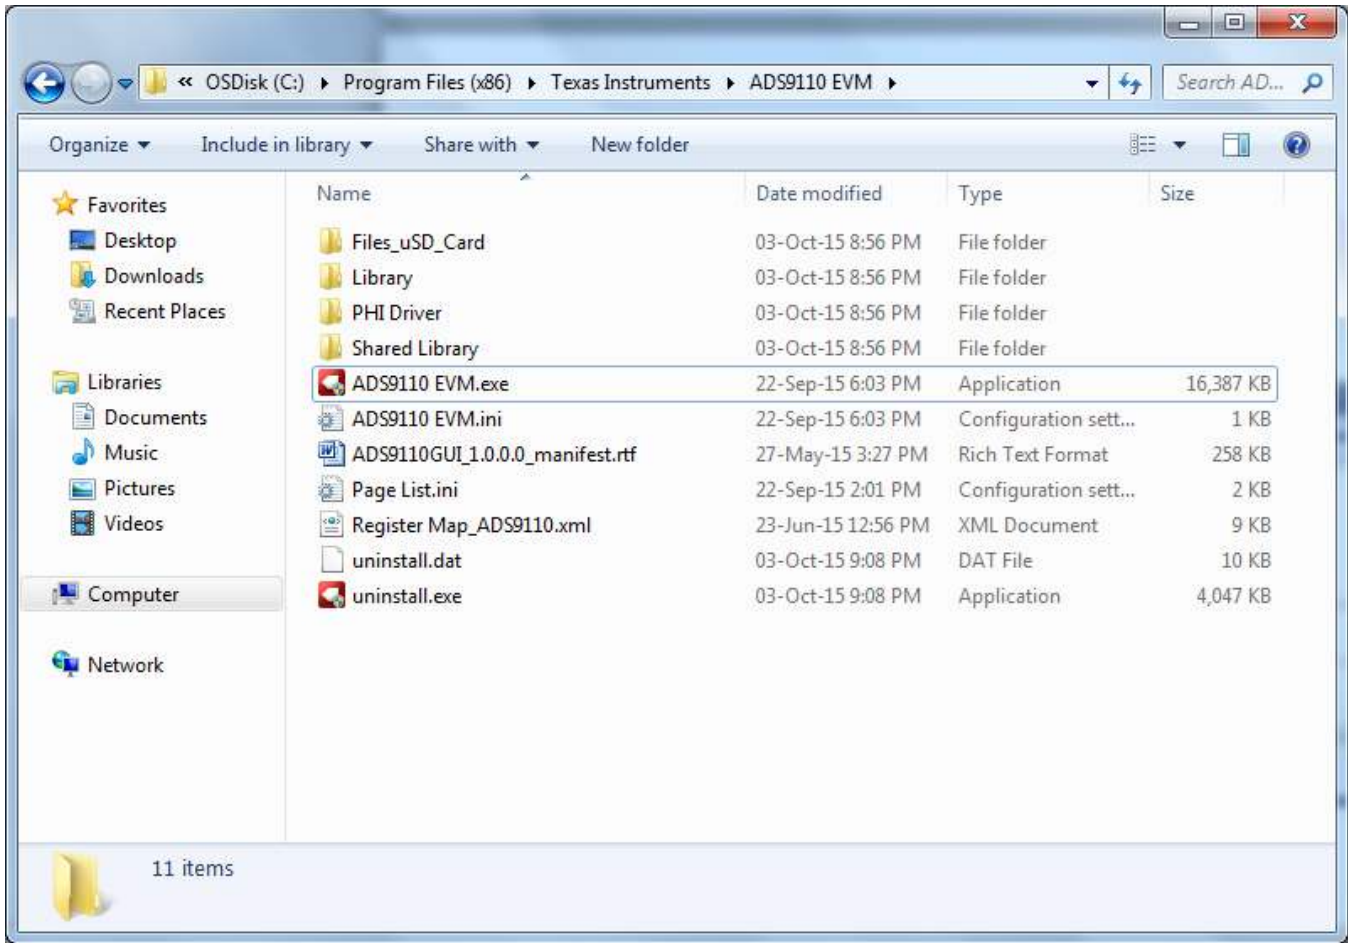 « OSDisk (C:) Program Files (x86) Texas Instruments ADS9110 EVM Search AD...
Organize Include in library Share with New folder
Favorites
Desktop
Downloads
Recent Places
Libraries
Documents
Music
Pictures
Videos
Computer
Network
Name Date modified Type Size
Files_uSD_Card 03-Oct-15 8:56 PM File folder
Library 03-Oct-15 8:56 PM File folder
PHI Driver 03-Oct-15 8:56 PM File folder
Shared Library 03-Oct-15 8:56 PM File folder
ADS9110 EVM.exe 22-Sep-15 6:03 PM Application 16,387 KB
ADS9110 EVM.ini 22-Sep-15 6:03 PM Configuration sett... 1 KB
ADS9110GUI_1.0.0.0_manifest.rtf 27-May-15 3:27 PM Rich Text Format 258 KB
Page List.ini 22-Sep-15 2:01 PM Configuration sett... 2 KB
Register Map_ADS9110.xml 23-Jun-15 12:56 PM XML Document 9 KB
uninstall.dat 03-Oct-15 9:08 PM DAT File 10 KB
uninstall.exe 03-Oct-15 9:08 PM Application 4,047 KB
11 items